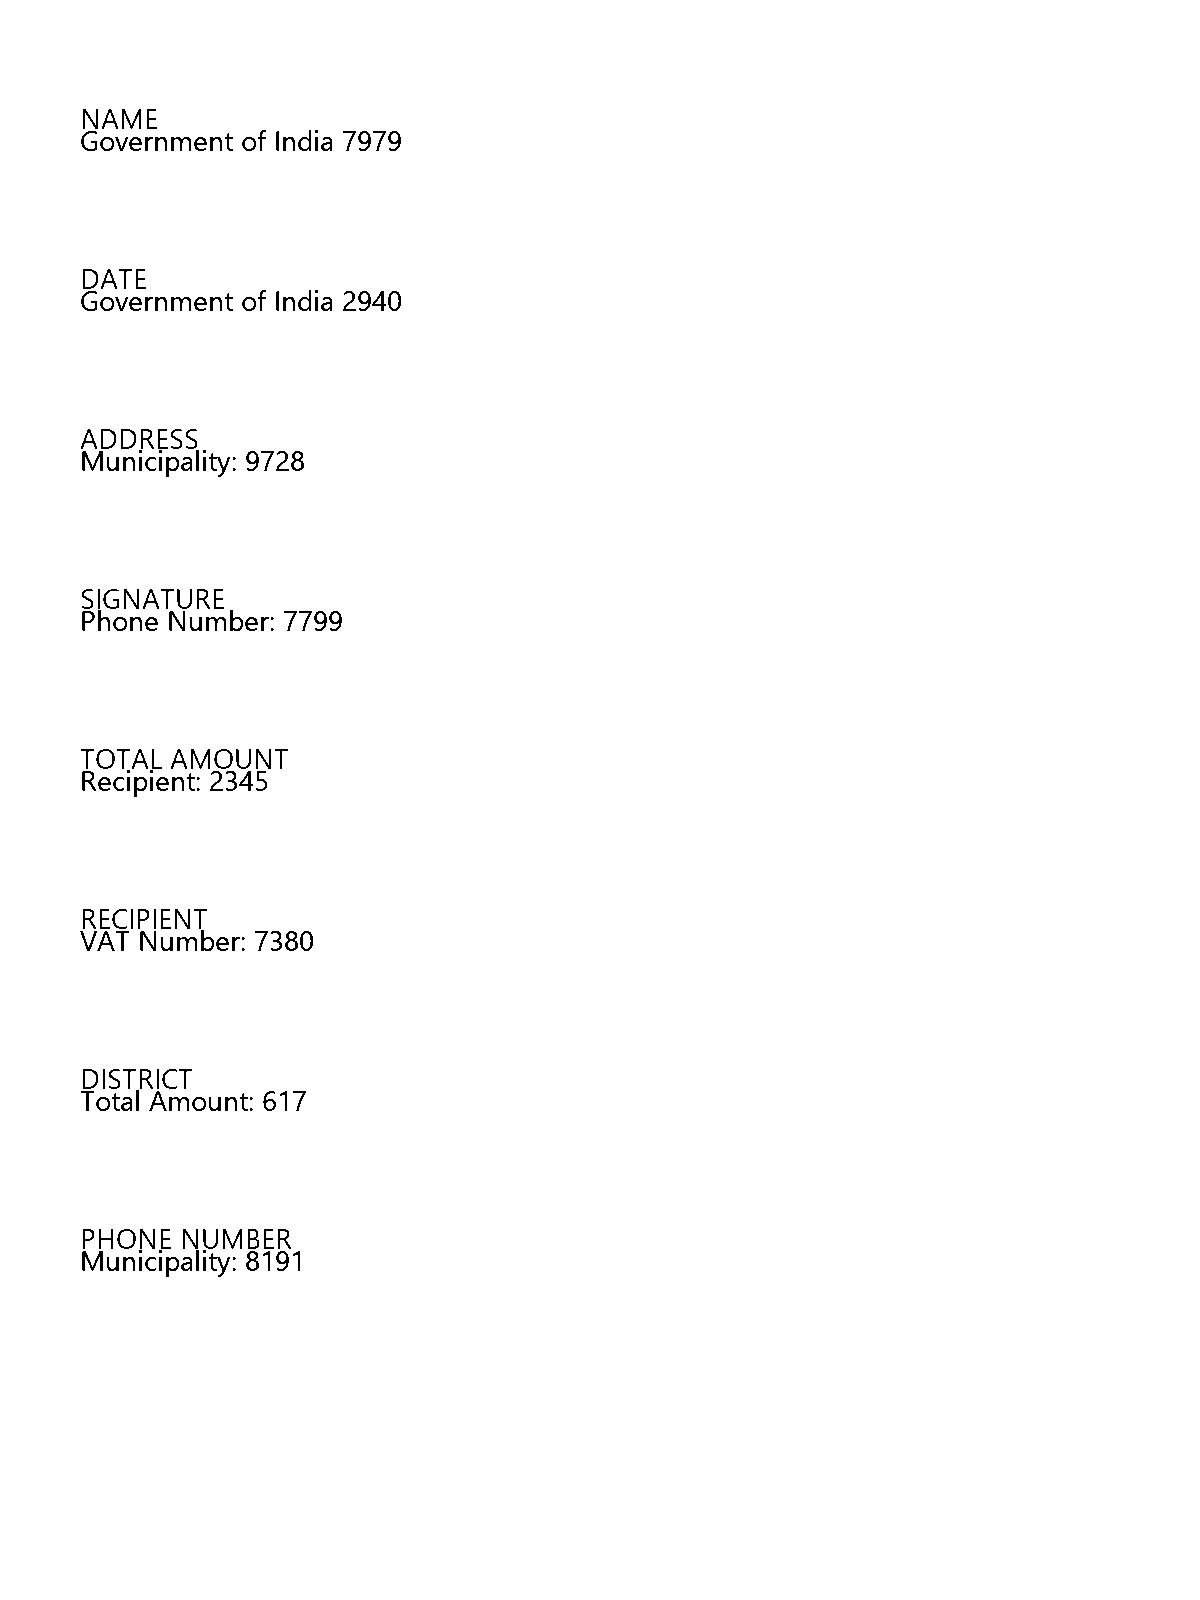 NAME
Government of India 7979
DATE
Government of India 2940
ADDRESS
Municipality: 9728
SIGNATURE
Phone Number: 7799
TOTAL AMOUNT
Recipient: 2345
RECIPIENT
VAT Number: 7380
DISTRICT
Total Amount: 617
PHONE NUMBER
Municipality: 8191